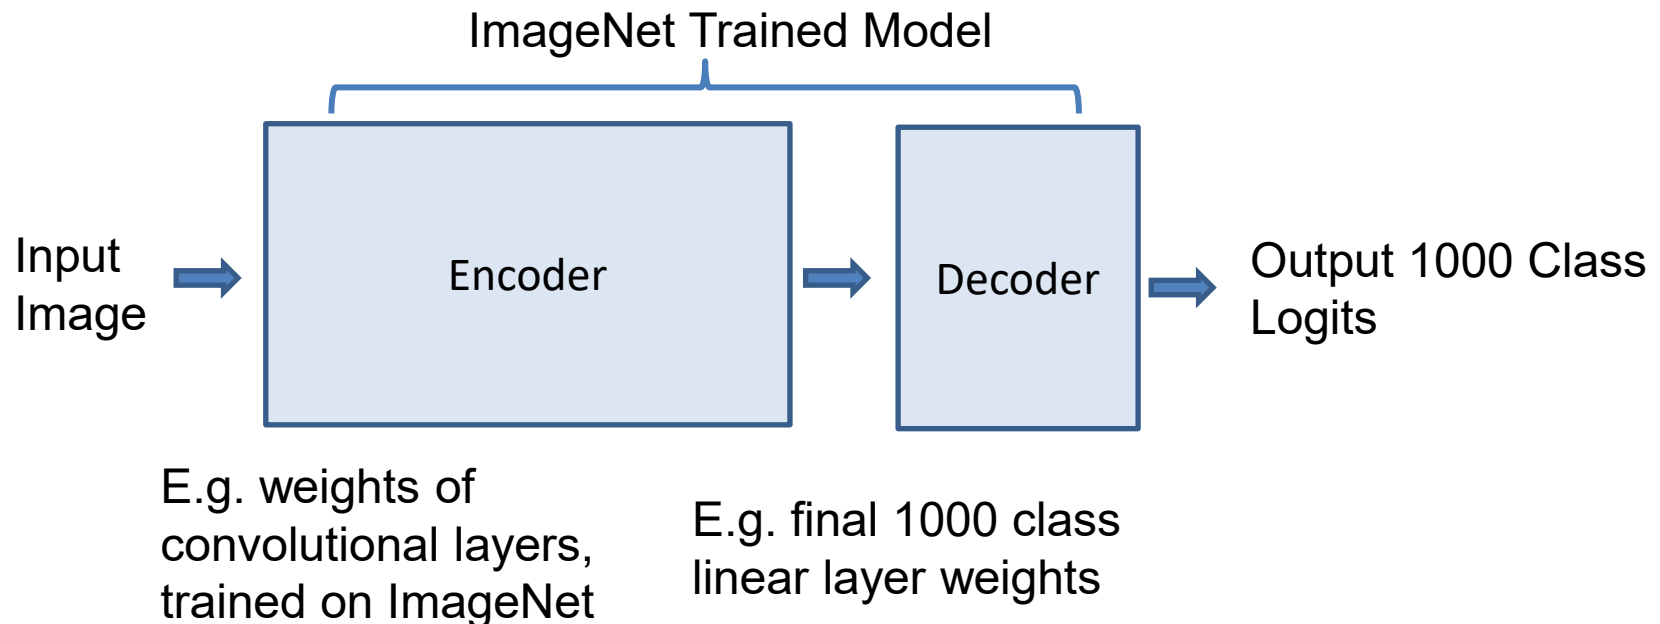 ImageNet Trained Model
Input
Image
Encoder
Decoder
Output 1000 Class
Logits
E.g. weights of
convolutional layers,
trained on ImageNet
E.g. final 1000 class
linear layer weights